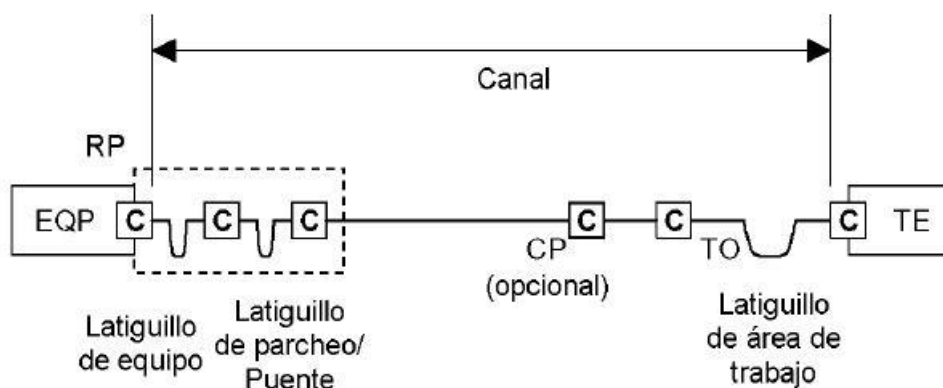 Canal
RP
EQP
C
C
C
C
C
C
TE
CP
(opcional)
TO
Latiguillo
de equipo
Latiguillo
de parcheo/
Puente
Latiguillo
de área de
trabajo